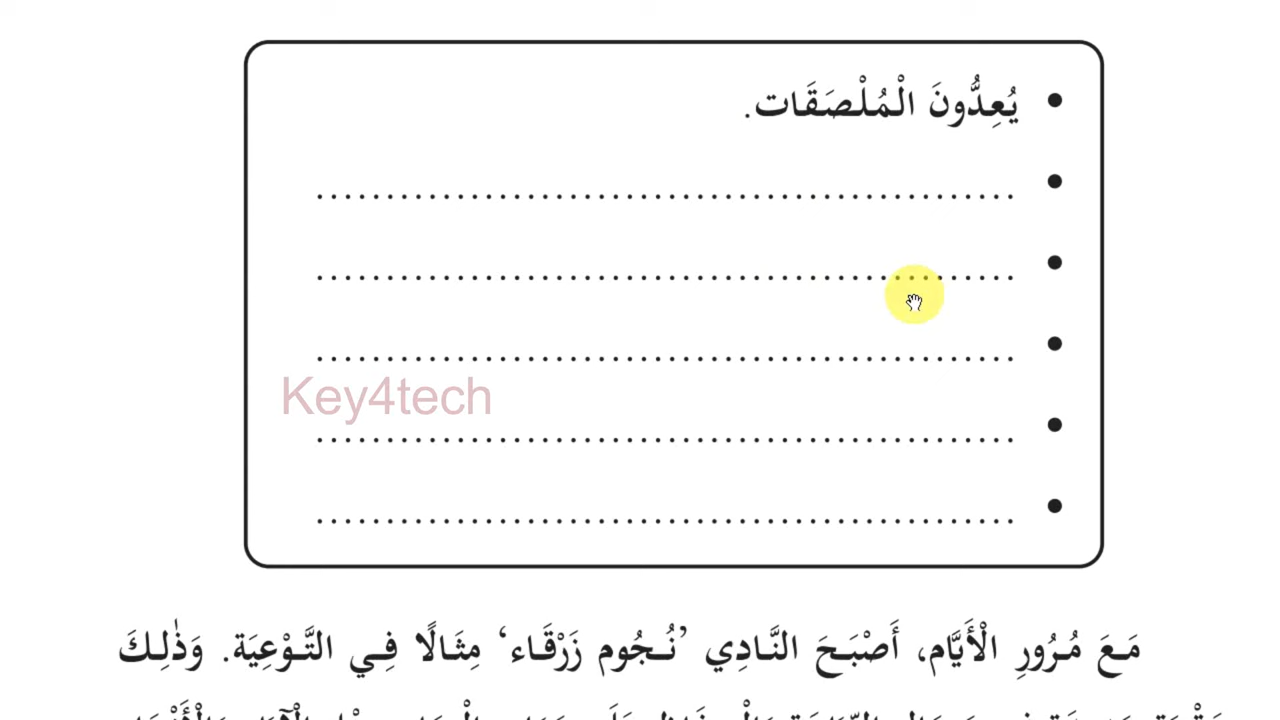 • يُعِدُّونَ الْمُلْصَقَات.
• ............................................................
• ............................................................
• ............................................................
Key4tech
• ............................................................
• ............................................................
مَعَ مُرُورِ الْأَيَّام، أَصْبَحَ النَّادِي ’نُجُوم زَرْقَاء‘ مِثَالًا فِي التَّوْعِيَة. وَذٰلِكَ